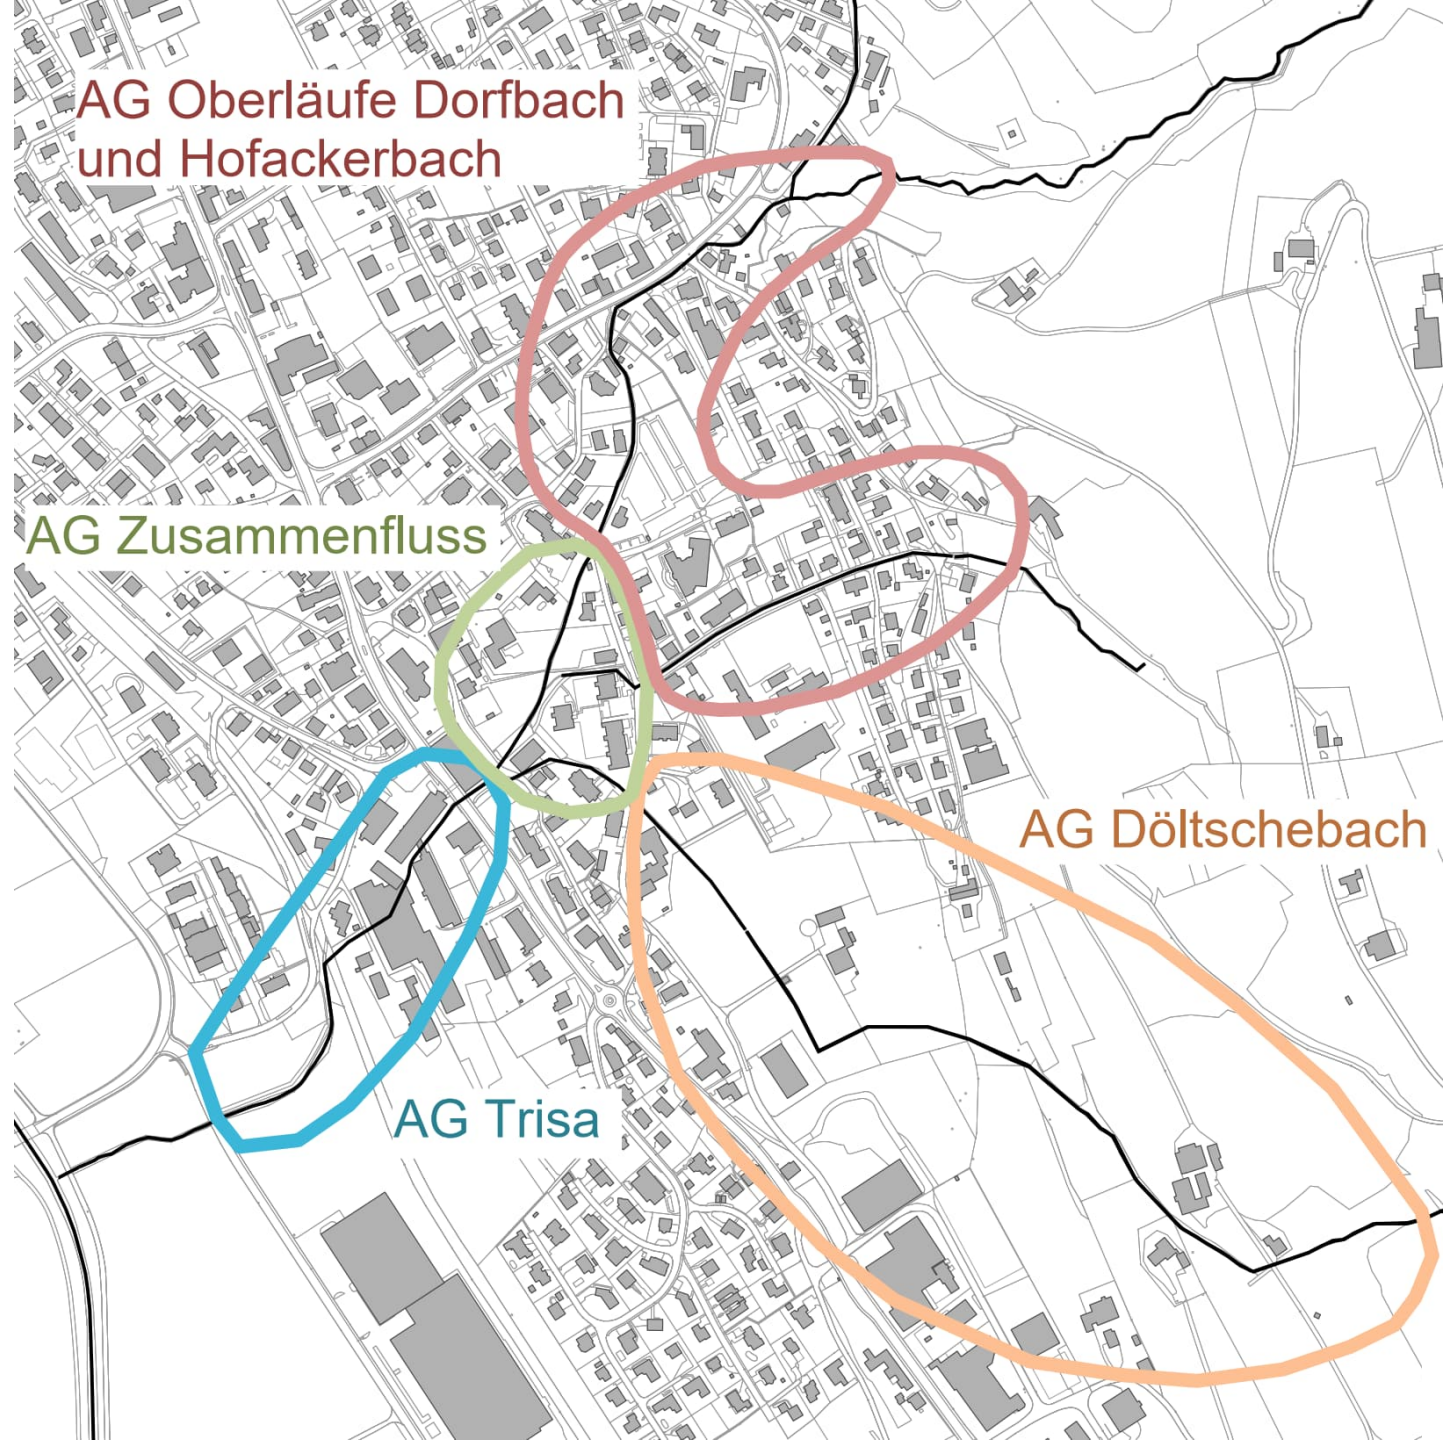 AG Oberläufe Dorfbach
und Hofackerbach
AG Zusammenfluss
AG Döltschebach
AG Trisa